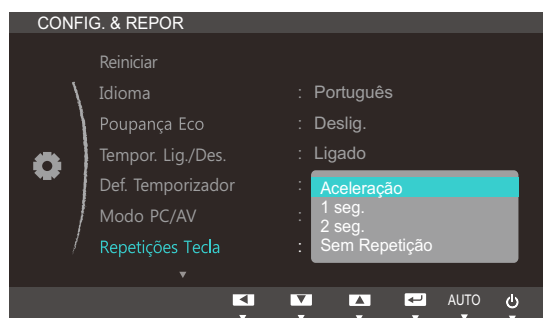 CONFIG. & REPOR
Reiniciar
Idioma : Português
Poupança Eco : Deslig.
Tempor. Lig./Des. : Ligado
Def. Temporizador :
Modo PC/AV :
Repetições Tecla :
Aceleração
1 seg.
2 seg.
Sem Repetição
AUTO